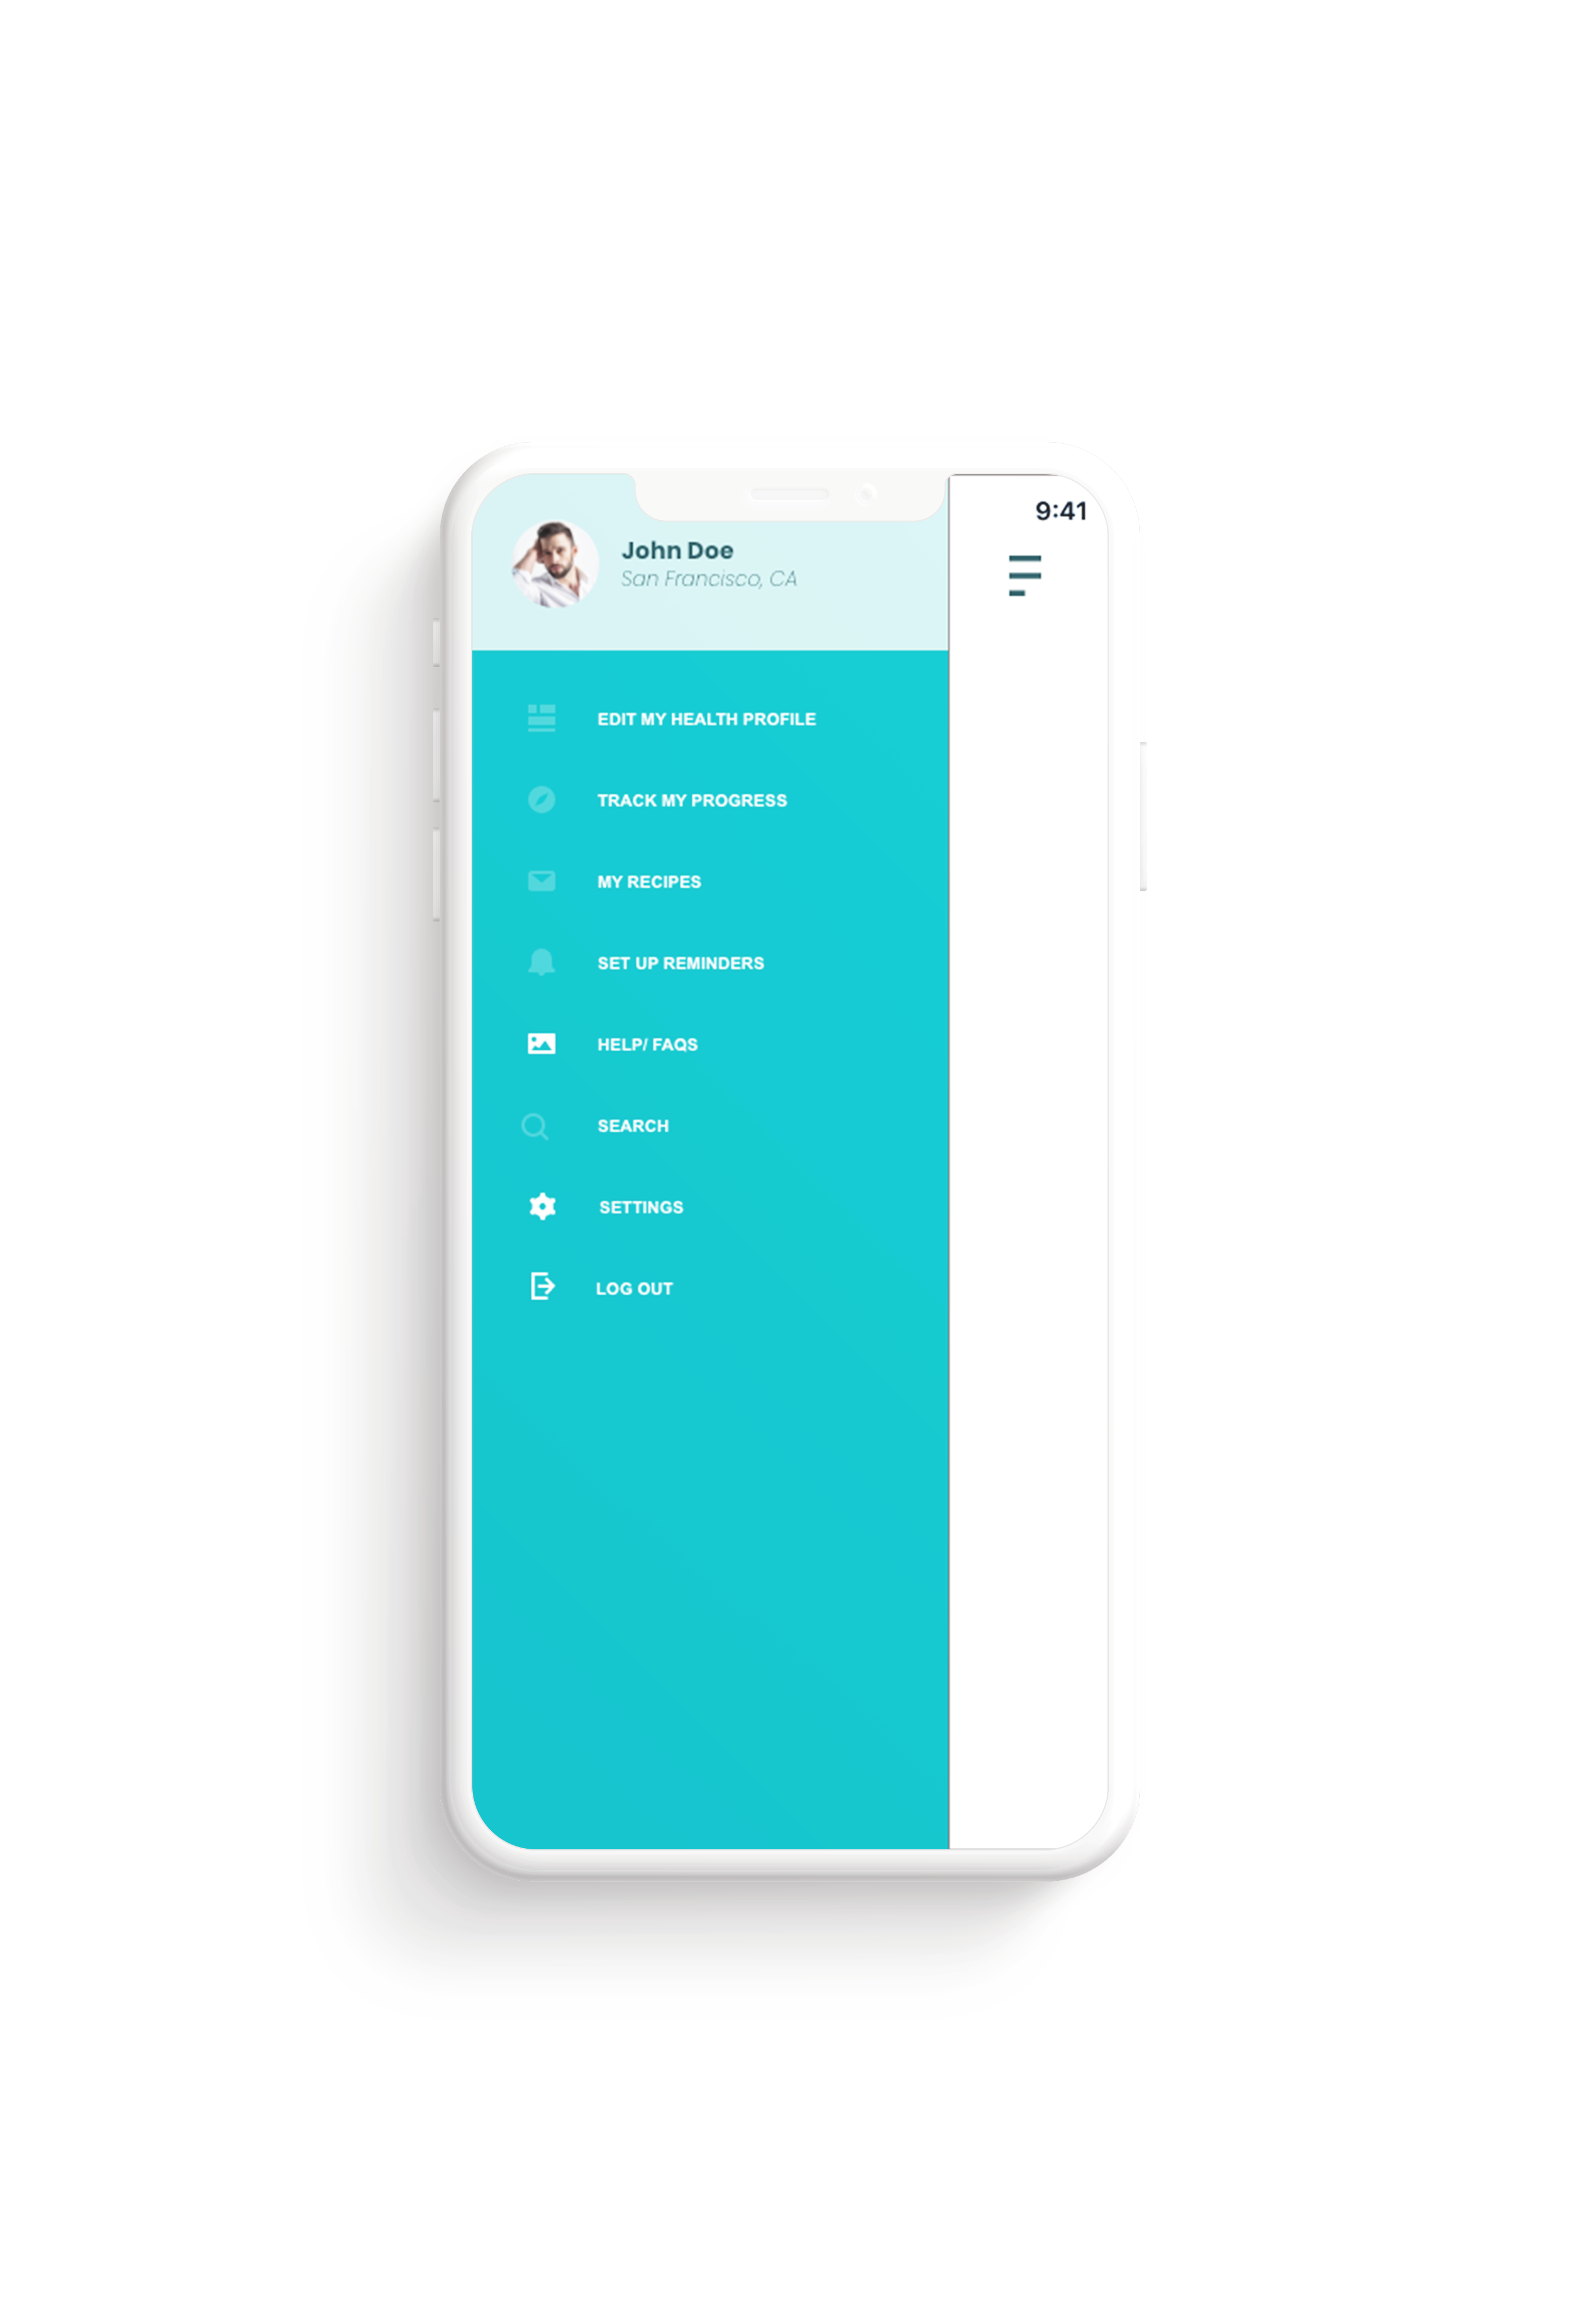 9:41
John Doe
San Francisco, CA
EDIT MY HEALTH PROFILE
TRACK MY PROGRESS
MY RECIPES
SET UP REMINDERS
HELP/ FAQS
SEARCH
SETTINGS
LOG OUT